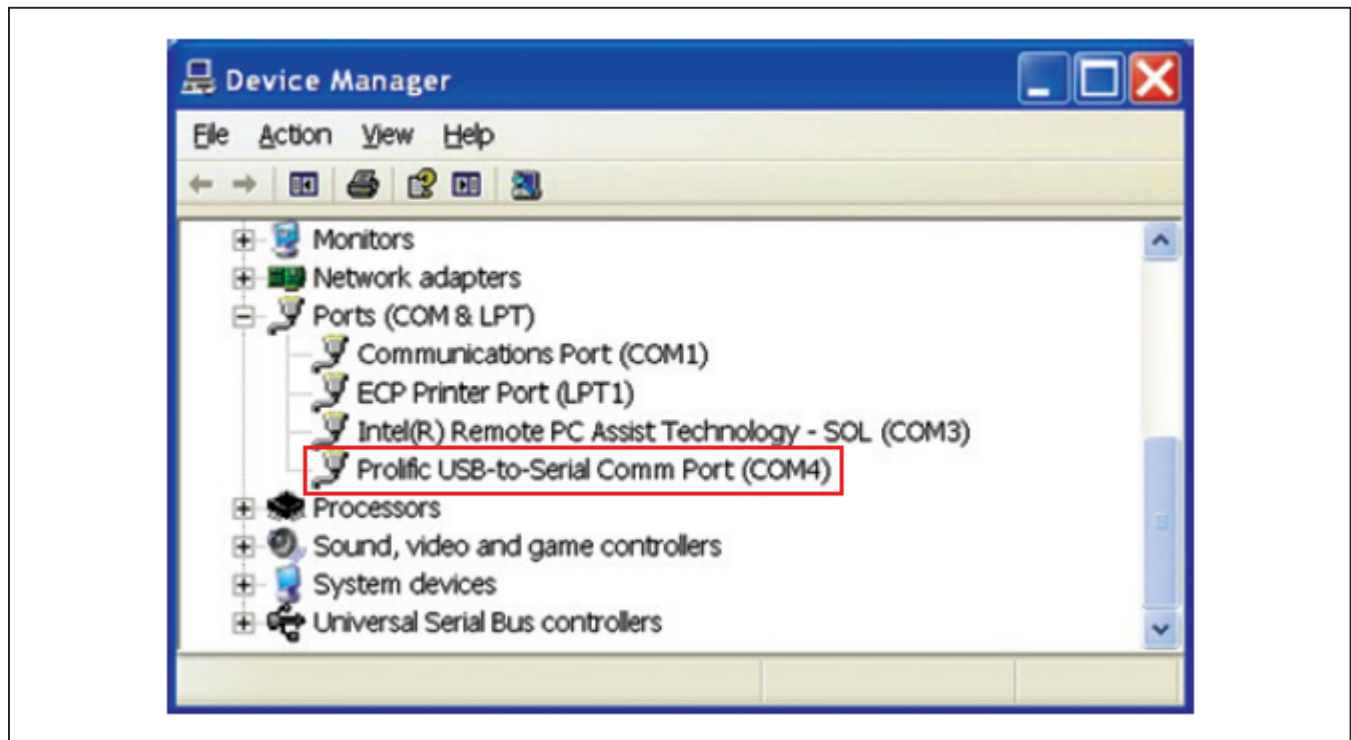 Device Manager
File Action View Help
Monitors
Network adapters
Ports (COM & LPT)
Communications Port (COM1)
ECP Printer Port (LPT1)
Intel(R) Remote PC Assist Technology - SOL (COM3)
Prolific USB-to-Serial Comm Port (COM4)
Processors
Sound, video and game controllers
System devices
Universal Serial Bus controllers